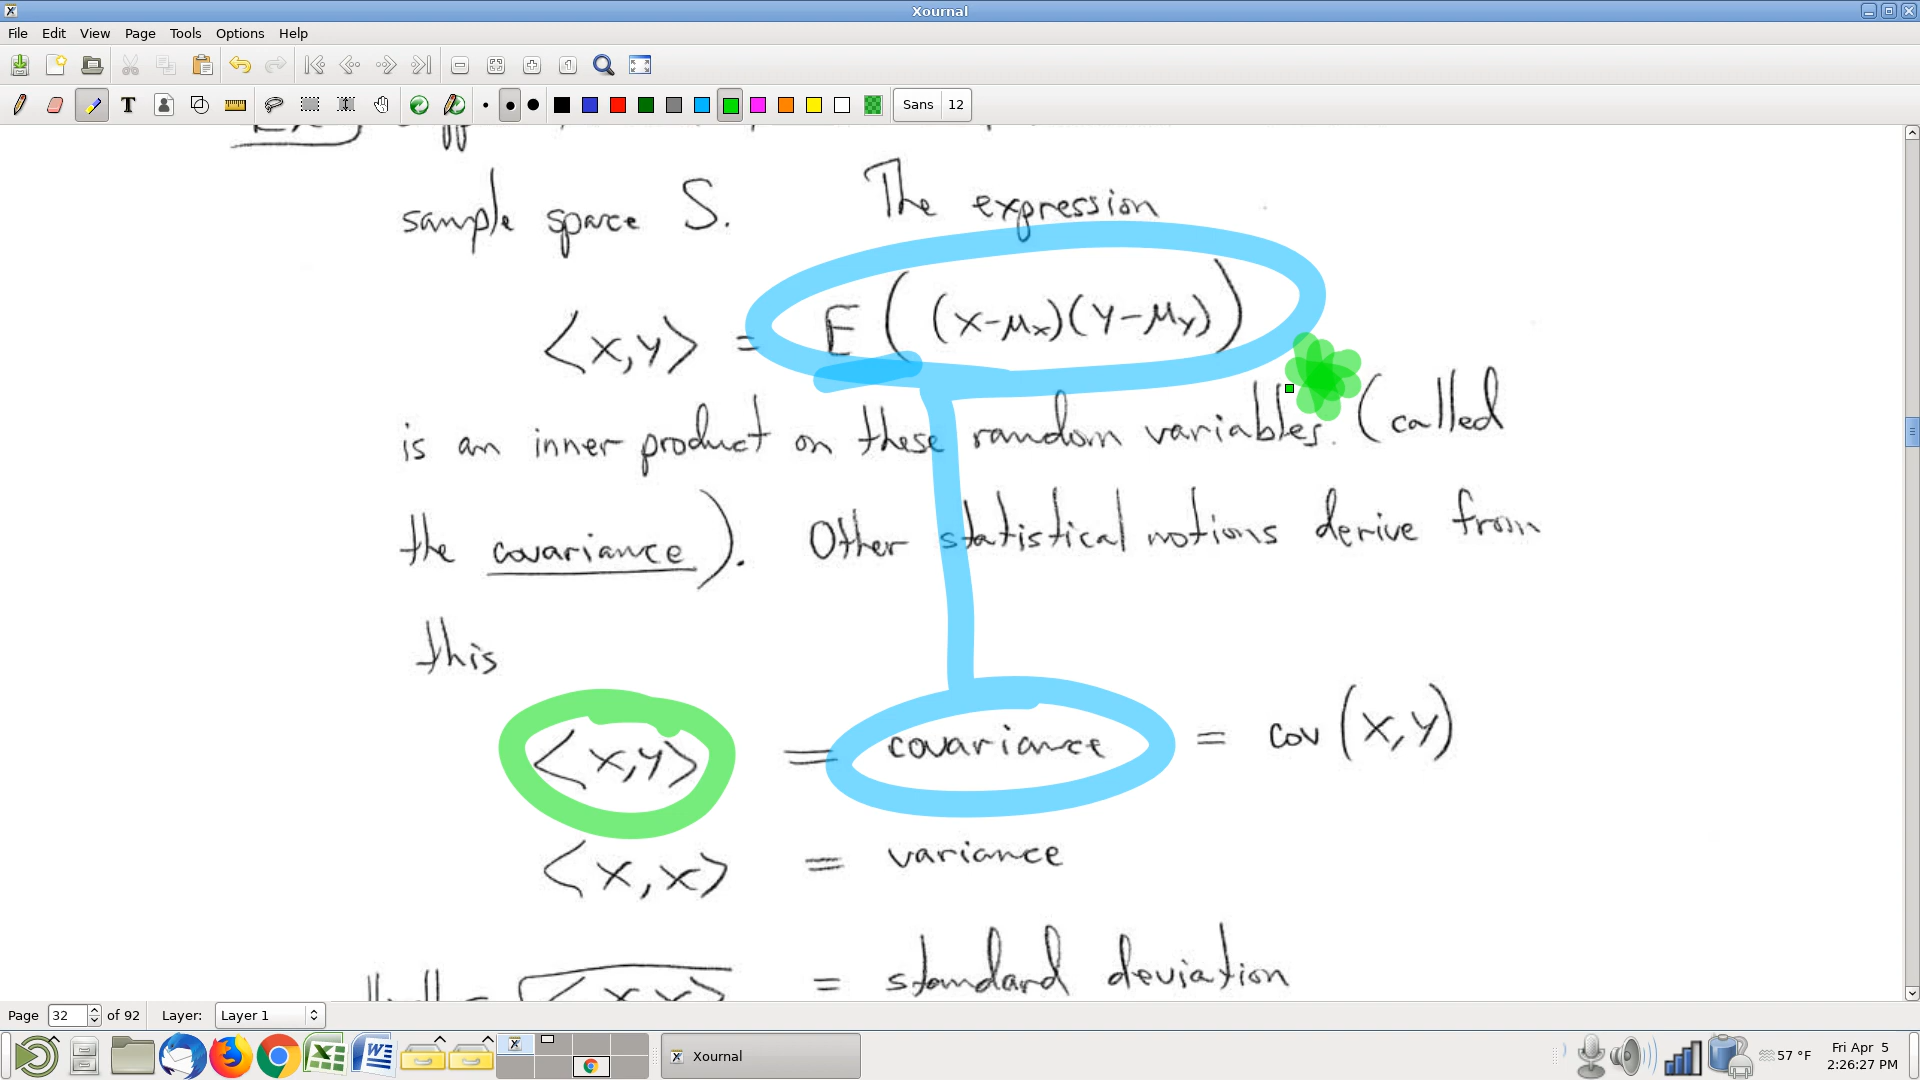 Xournal
File Edit View Page Tools Options Help
Sans 12
sample space S. The expression
⟨X,Y⟩ = E((X-μx)(Y-μy))
is an inner product on these random variables. (called
the covariance). Other statistical notions derive from
this
⟨X,Y⟩ = covariance = cov(X,Y)
⟨X,X⟩ = variance
= standard deviation
Page 32 of 92 Layer: Layer 1
Xournal
57 °F
Fri Apr 5
2:26:27 PM